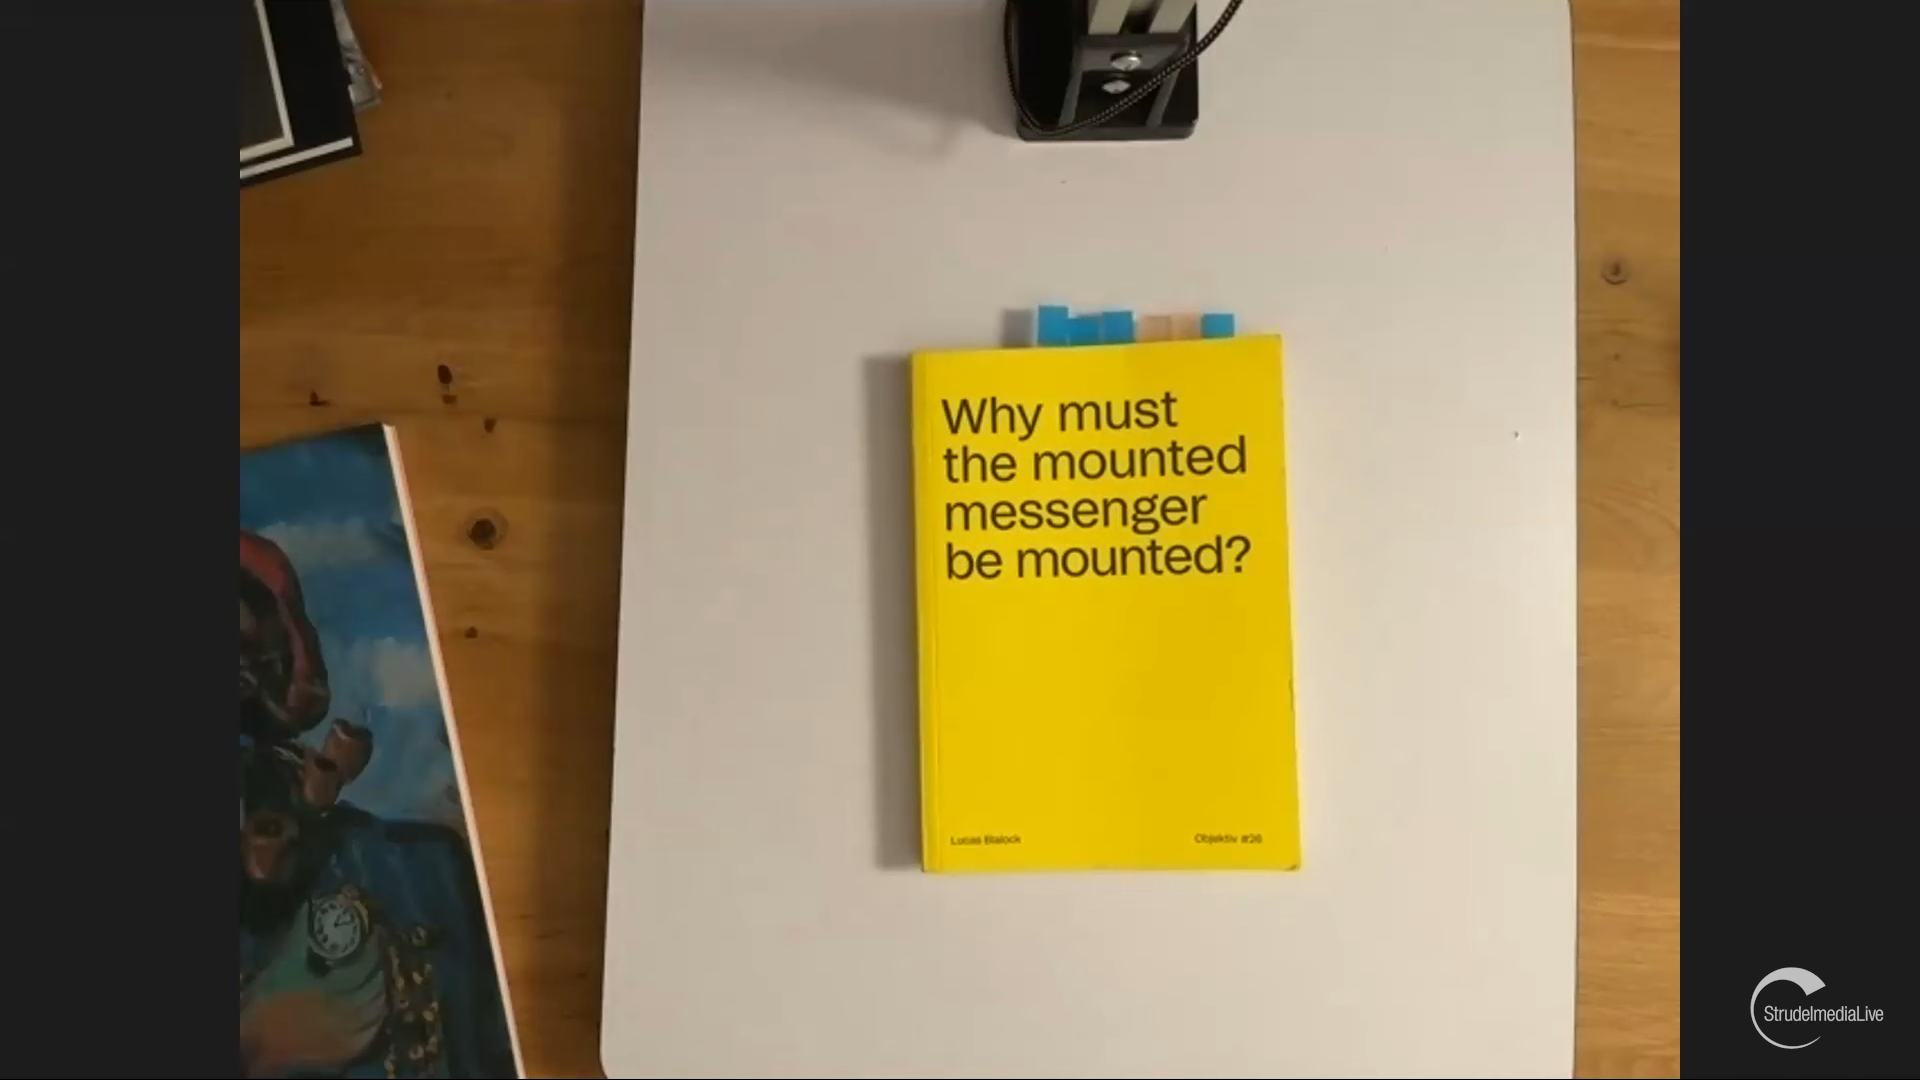 Why must
the mounted
messenger
be mounted?
Lucas Blalock
Objektiv #26
StrudelmediaLive